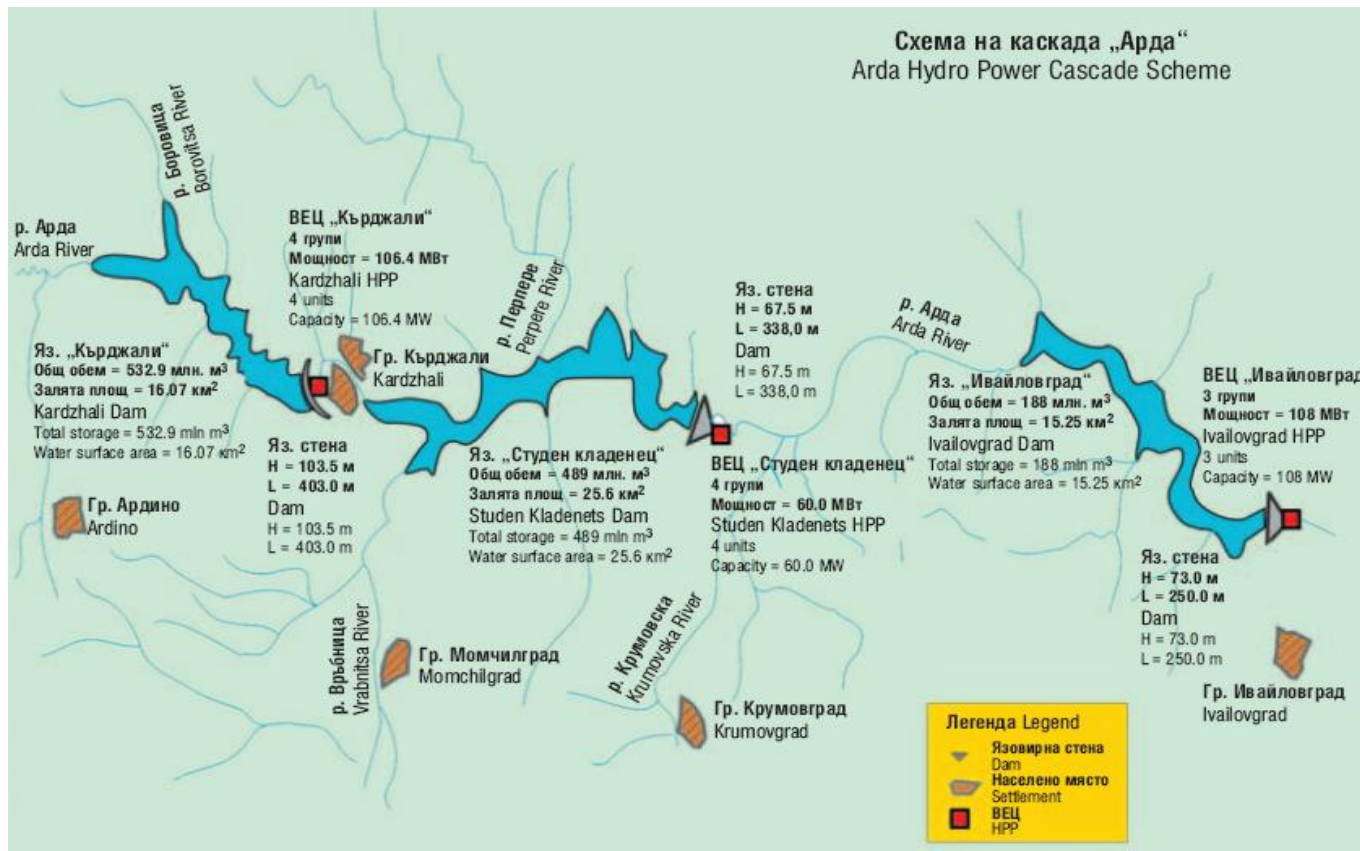 Схема на каскада „Арда“
Arda Hydro Power Cascade Scheme
р. Боровица
Borovitsa River
р. Арда
Arda River
ВЕЦ „Кърджали“
4 групи
Мощност = 106.4 МВт
Kardzhali HPP
4 units
Capacity = 106.4 MW
Яз. „Кърджали“
Общ обем = 532.9 млн. м³
Залята площ = 16.07 км²
Kardzhali Dam
Total storage = 532.9 mln m³
Water surface area = 16.07 км²
Гр. Кърджали
Kardzhali
Яз. стена
H = 103.5 м
L = 403.0 м
Dam
H = 103.5 m
L = 403.0 m
Гр. Ардино
Ardino
р. Перпере
Perpere River
Яз. „Студен кладенец“
Общ обем = 489 млн. м³
Залята площ = 25.6 км²
Studen Kladenets Dam
Total storage = 489 mln m³
Water surface area = 25.6 км²
Яз. стена
H = 67.5 м
L = 338,0 м
Dam
H = 67.5 m
L = 338,0 m
ВЕЦ „Студен кладенец“
4 групи
Мощност = 60.0 МВт
Studen Kladenets HPP
4 units
Capacity = 60.0 MW
р. Арда
Arda River
Яз. „Ивайловград“
Общ обем = 188 млн. м³
Залята площ = 15.25 км²
Ivailovgrad Dam
Total storage = 188 mln m³
Water surface area = 15.25 км²
ВЕЦ „Ивайловград
3 групи
Мощност = 108 МВт
Ivailovgrad HPP
3 units
Capacity = 108 MW
Яз. стена
H = 73.0 м
L = 250.0 м
Dam
H = 73.0 m
L = 250.0 m
р. Върбница
Vrabnitsa River
Гр. Момчилград
Momchilgrad
р. Крумовска
Krumovska River
Гр. Крумовград
Krumovgrad
Гр. Ивайловград
Ivailovgrad
Легенда Legend
Язовирна стена
Dam
Населено място
Settlement
ВЕЦ
HPP